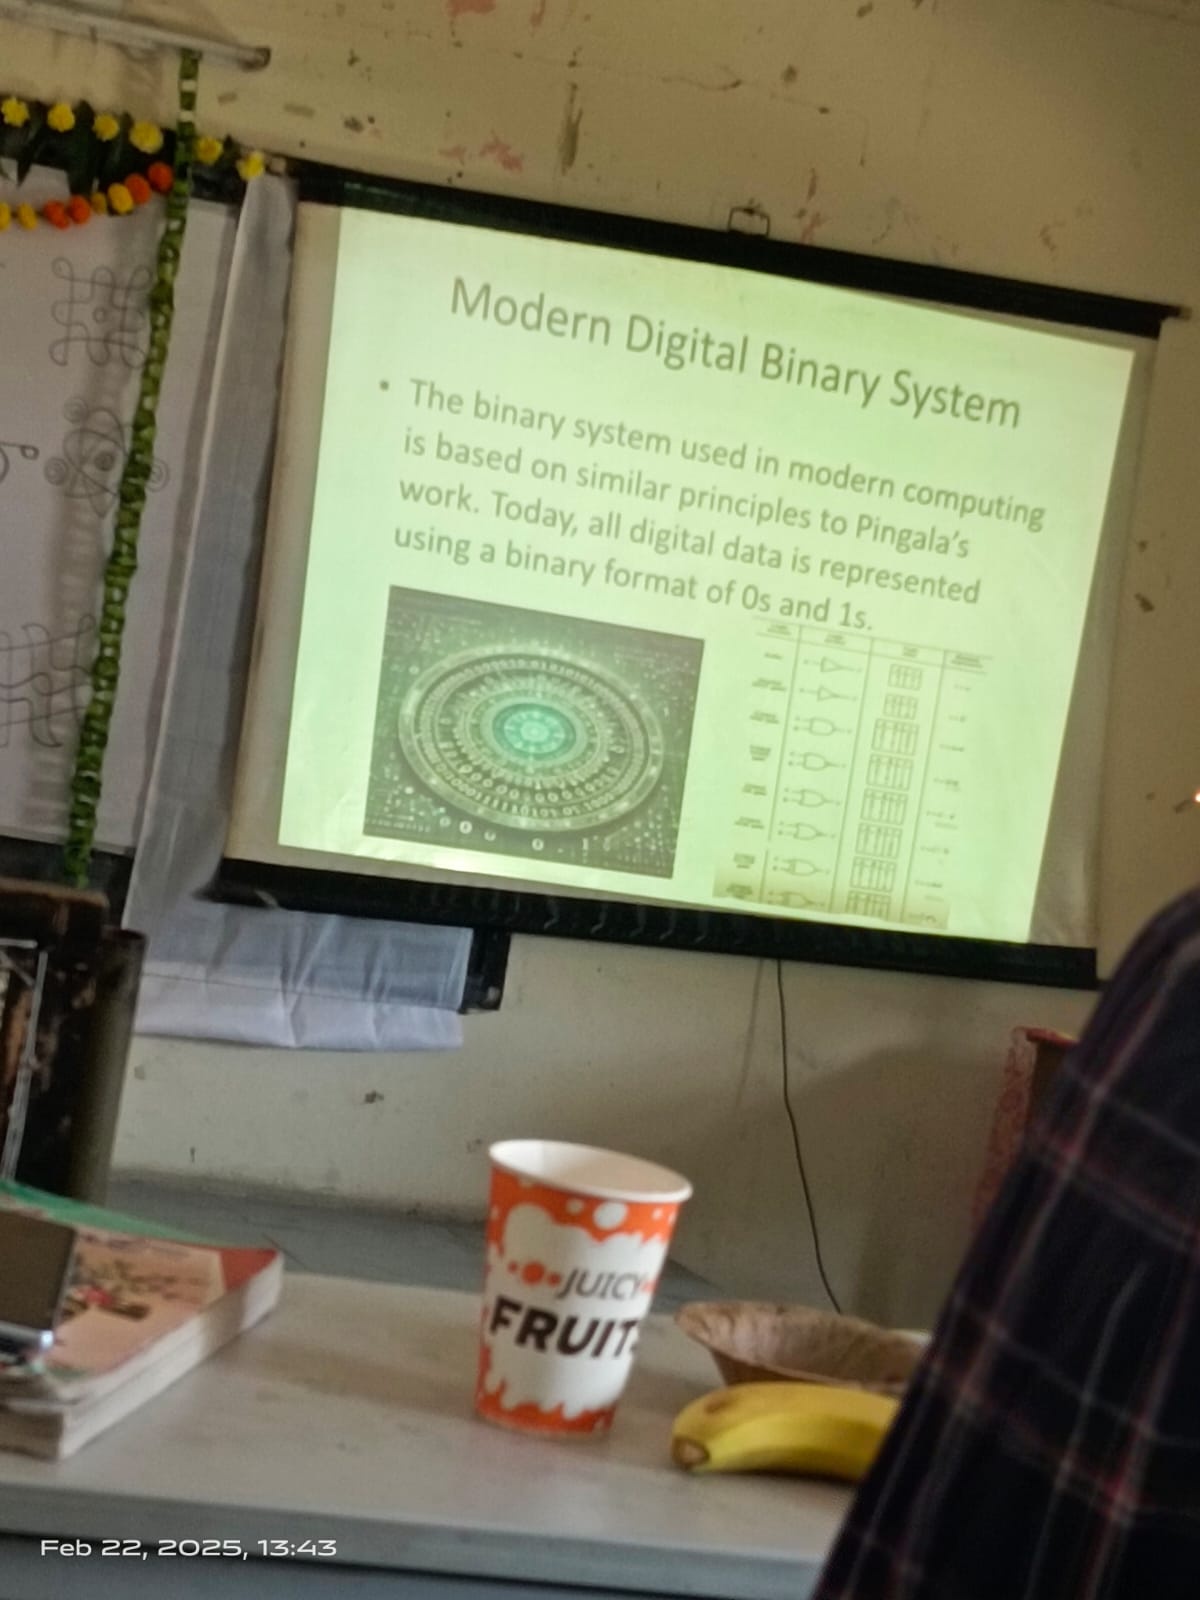 Modern Digital Binary System
• The binary system used in modern computing
is based on similar principles to Pingala's
work. Today, all digital data is represented
using a binary format of 0s and 1s.
JUICY
FRUIT
Feb 22, 2025, 13:43